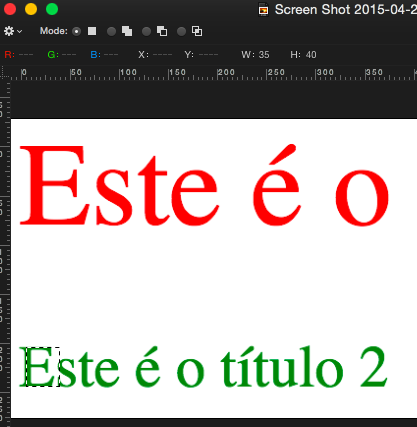 Screen Shot 2015-04-2
Mode:
R: --- G: --- B: --- X: --- Y: --- W: 35 H: 40
0 50 100 150 200 250 300 350
Este é o
Este é o título 2